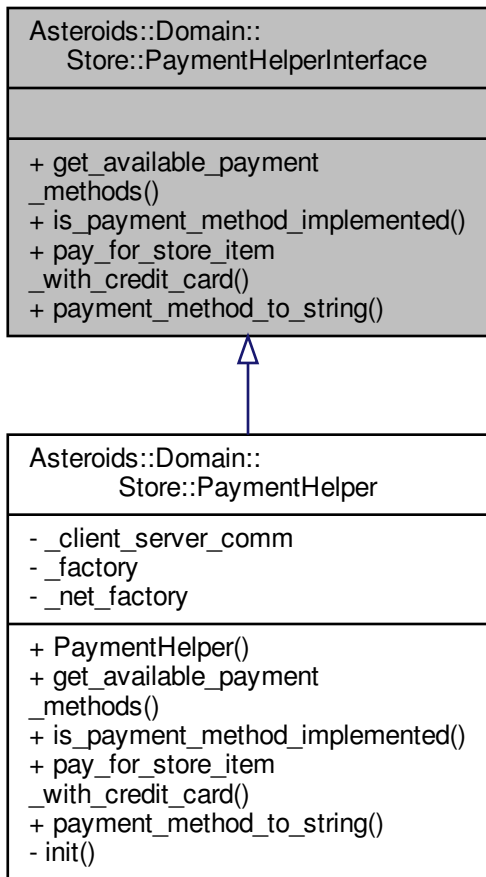 Asteroids::Domain::
Store::PaymentHelperInterface
+ get_available_payment
_methods()
+ is_payment_method_implemented()
+ pay_for_store_item
_with_credit_card()
+ payment_method_to_string()
Asteroids::Domain::
Store::PaymentHelper
- _client_server_comm
- _factory
- _net_factory
+ PaymentHelper()
+ get_available_payment
_methods()
+ is_payment_method_implemented()
+ pay_for_store_item
_with_credit_card()
+ payment_method_to_string()
- init()